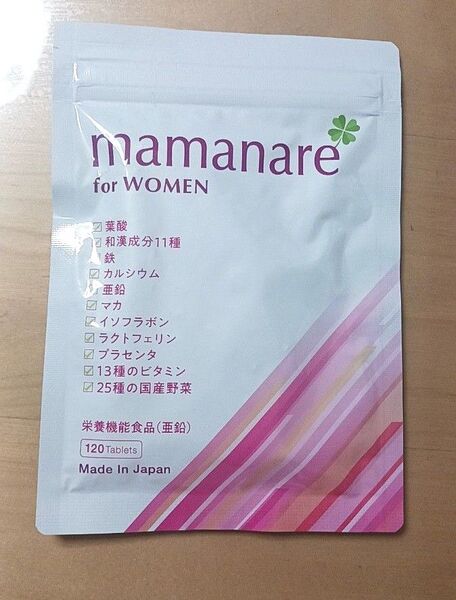 mamanare
for WOMEN
葉酸
和漢成分11種
鉄
カルシウム
亜鉛
マカ
イソフラボン
ラクトフェリン
プラセンタ
13種のビタミン
25種の国産野菜
栄養機能食品(亜鉛)
120 Tablets
Made In Japan